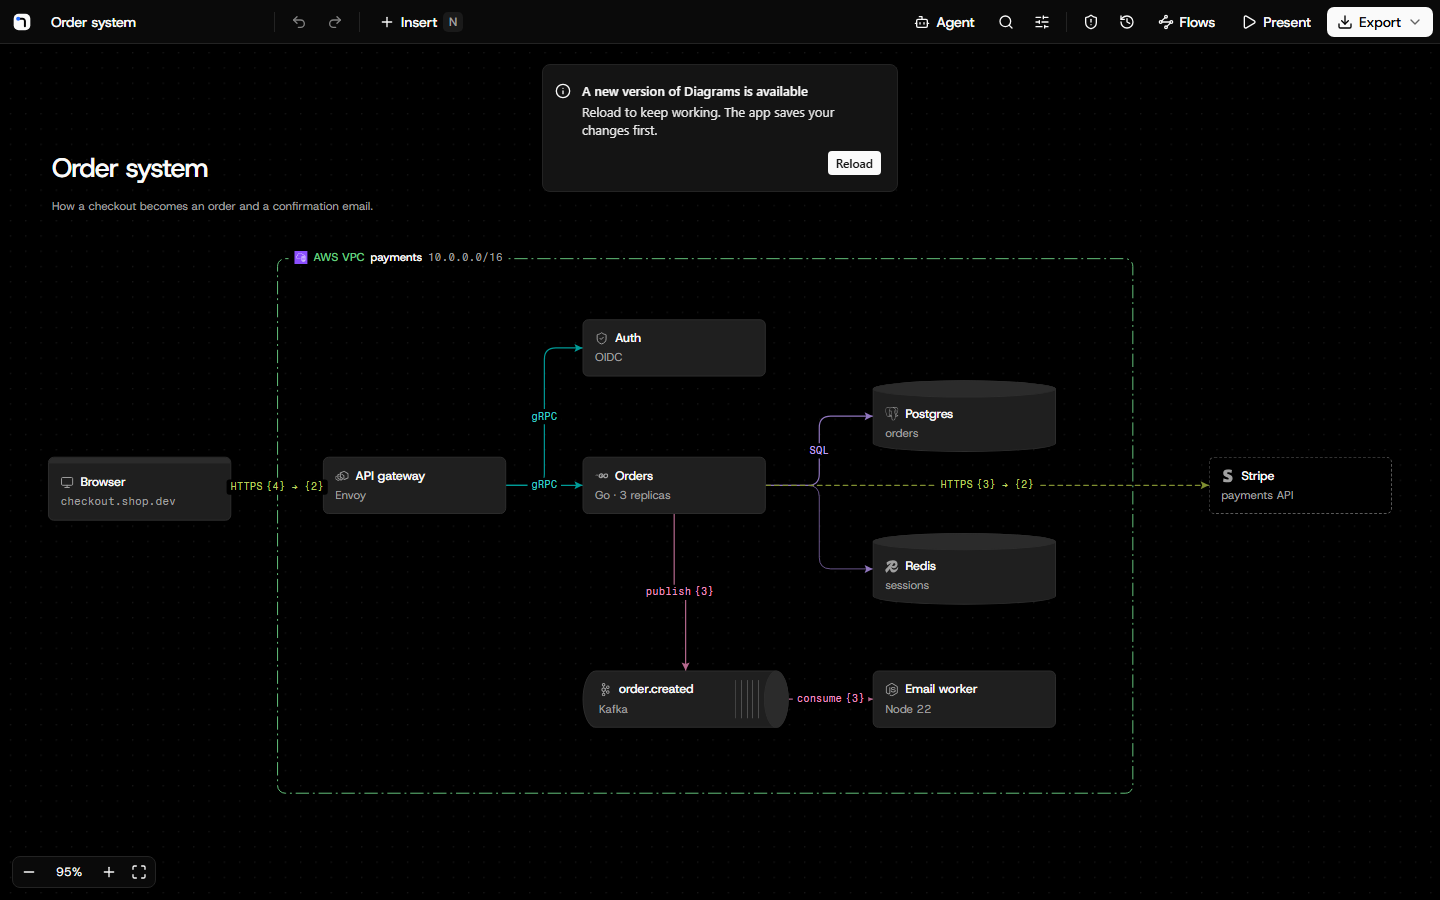 Order system
Insert N
Agent
Flows
Present
Export
A new version of Diagrams is available
Reload to keep working. The app saves your
changes first.
Reload
Order system
How a checkout becomes an order and a confirmation email.
AWS VPC payments 10.0.0.0/16
Auth
OIDC
gRPC
Postgres
orders
SQL
Browser
checkout.shop.dev
HTTPS {4} → {2}
API gateway
Envoy
gRPC
Orders
Go · 3 replicas
HTTPS {3} → {2}
Stripe
payments API
Redis
sessions
publish {3}
order.created
Kafka
consume {3}
Email worker
Node 22
95%